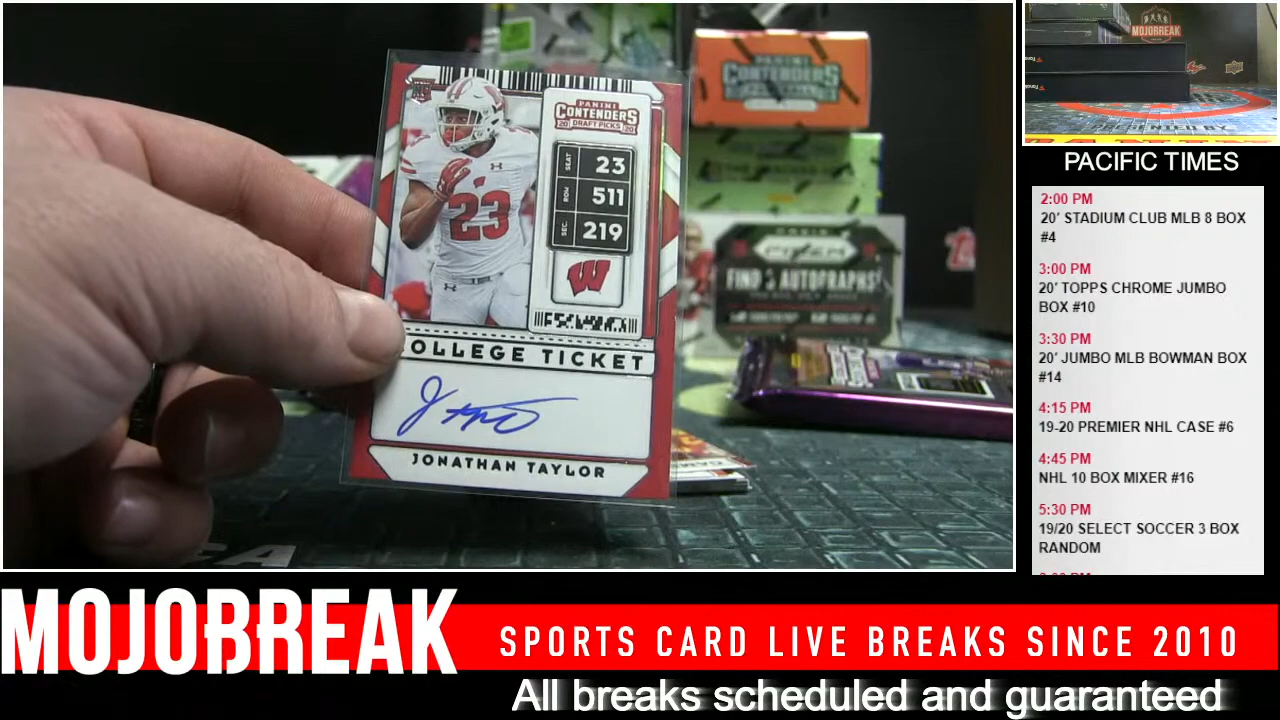 PANINI
CONTENDERS
20 DRAFT PICKS 20
SEAT 23
ROW 511
SEC. 219
W
23
COLLEGE TICKET
JONATHAN TAYLOR
PANINI
CONTENDERS
PRIZM
FIND 3 AUTOGRAPHS
MOJOBREAK
PACIFIC TIMES
2:00 PM
20' STADIUM CLUB MLB 8 BOX
#4
3:00 PM
20' TOPPS CHROME JUMBO
BOX #10
3:30 PM
20' JUMBO MLB BOWMAN BOX
#14
4:15 PM
19-20 PREMIER NHL CASE #6
4:45 PM
NHL 10 BOX MIXER #16
5:30 PM
19/20 SELECT SOCCER 3 BOX
RANDOM
MOJOBREAK
SPORTS CARD LIVE BREAKS SINCE 2010
All breaks scheduled and guaranteed